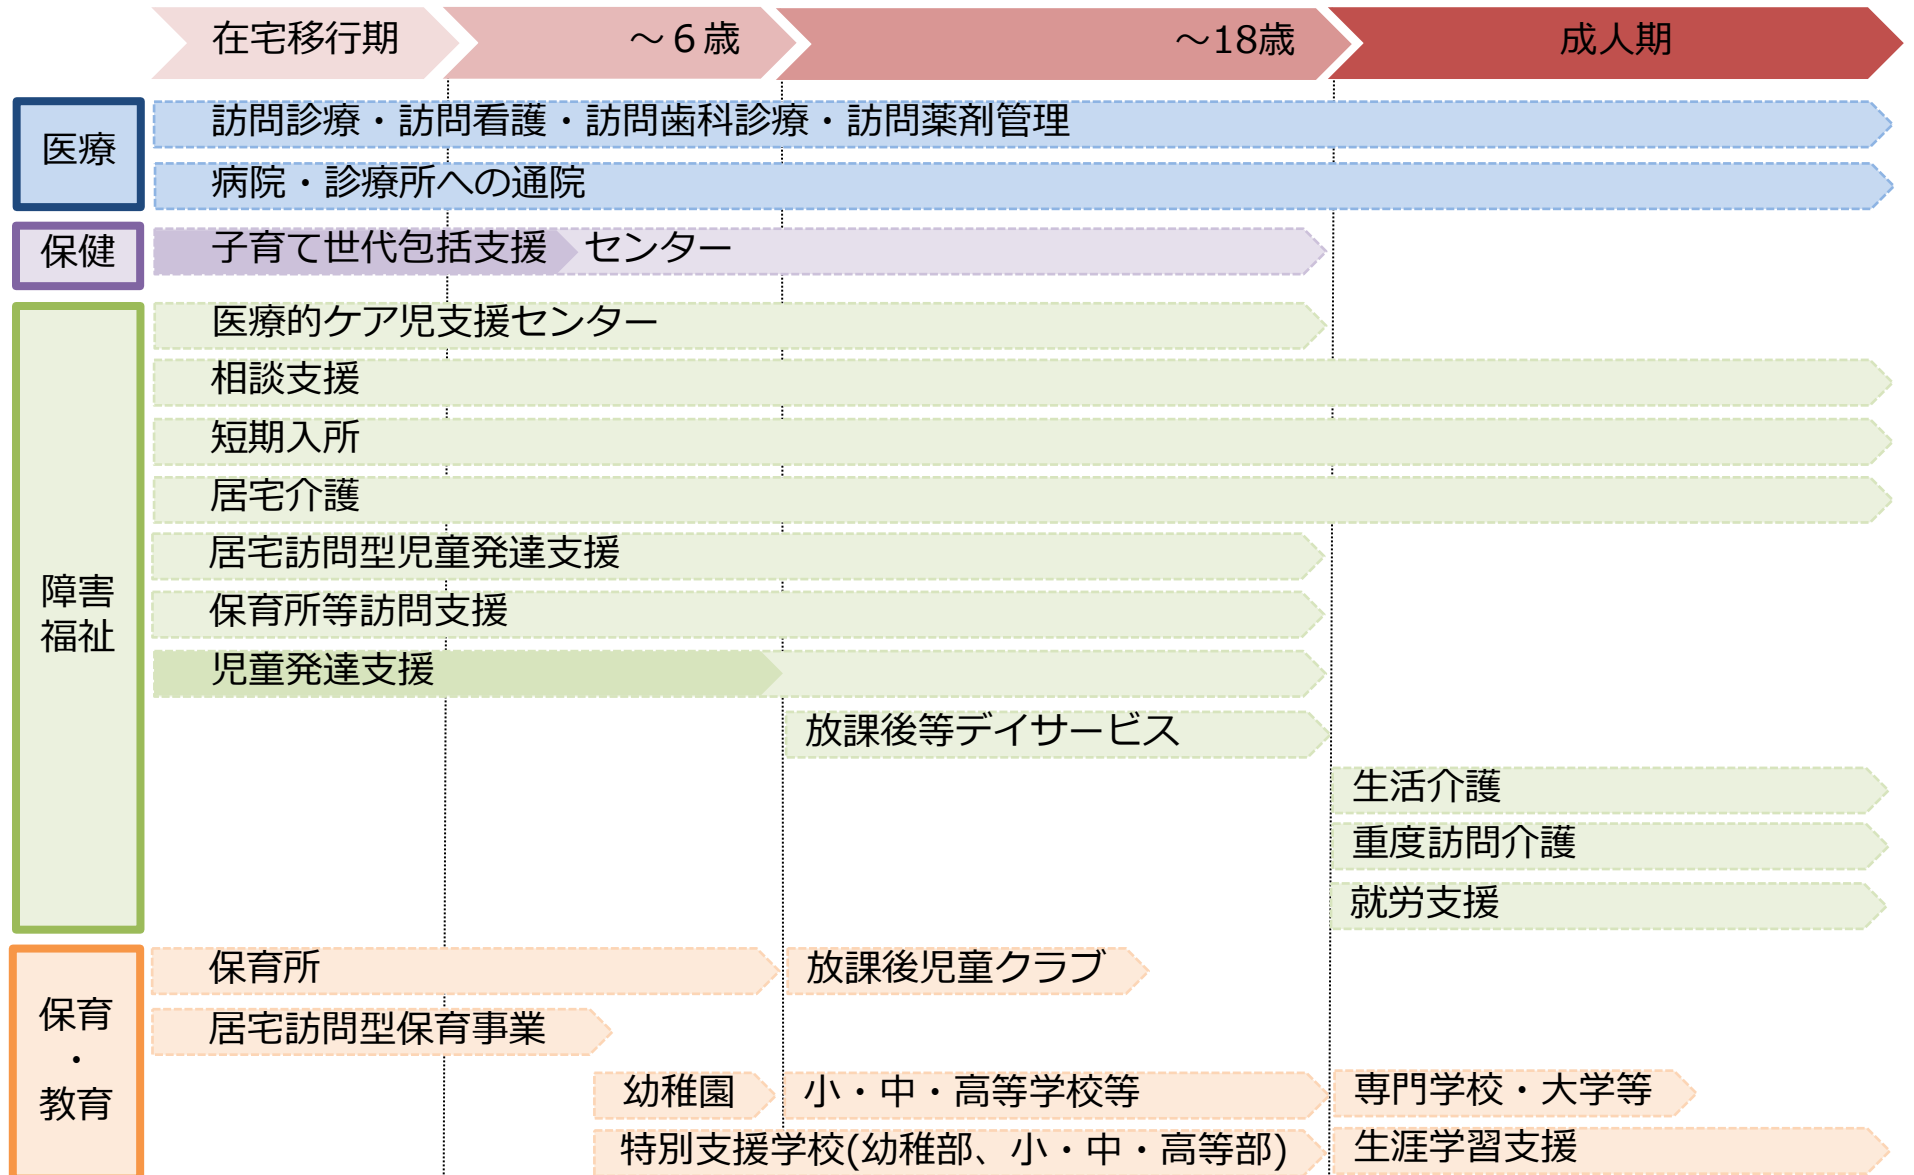 在宅移行期
～６歳
～18歳
成人期
医療
訪問診療・訪問看護・訪問歯科診療・訪問薬剤管理
病院・診療所への通院
保健
子育て世代包括支援 センター
障害
福祉
医療的ケア児支援センター
相談支援
短期入所
居宅介護
居宅訪問型児童発達支援
保育所等訪問支援
児童発達支援
放課後等デイサービス
生活介護
重度訪問介護
就労支援
保育
・
教育
保育所
放課後児童クラブ
居宅訪問型保育事業
幼稚園
小・中・高等学校等
専門学校・大学等
特別支援学校(幼稚部、小・中・高等部)
生涯学習支援